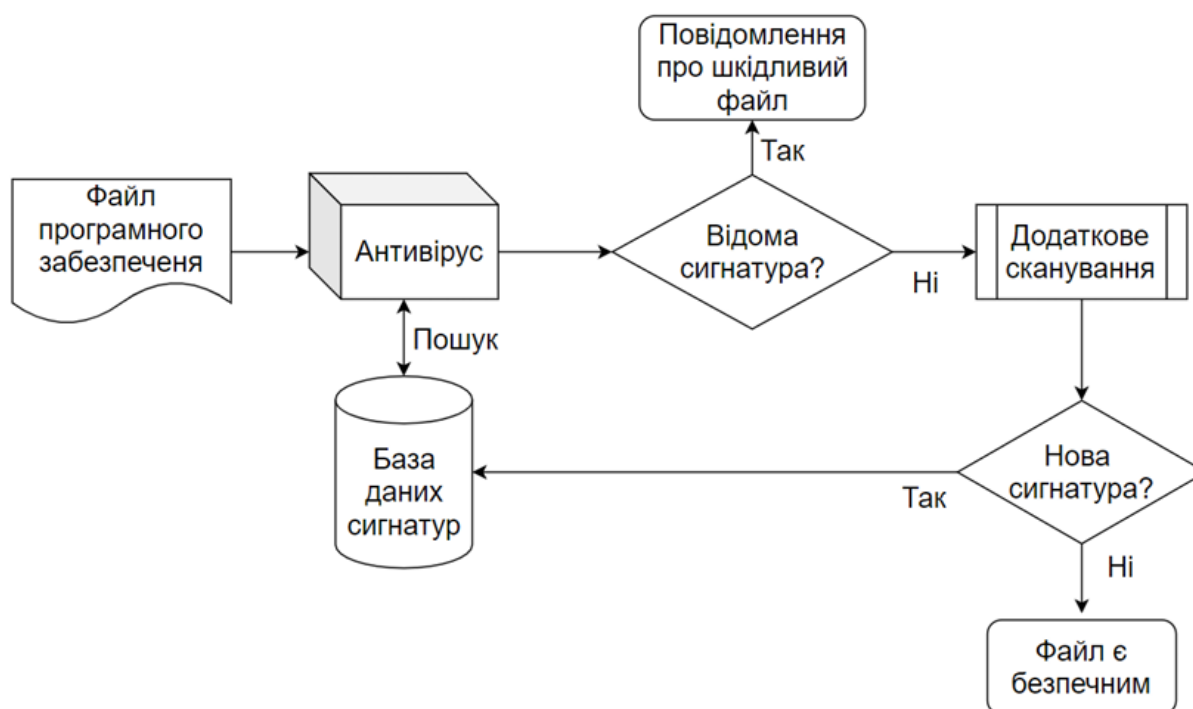 Повідомлення
про шкідливий
файл
Так
Файл
програмного
забезпеченя
Антивірус
Відома
сигнатура?
Ні
Додаткове
сканування
Пошук
База
даних
сигнатур
Так
Нова
сигнатура?
Ні
Файл є
безпечним